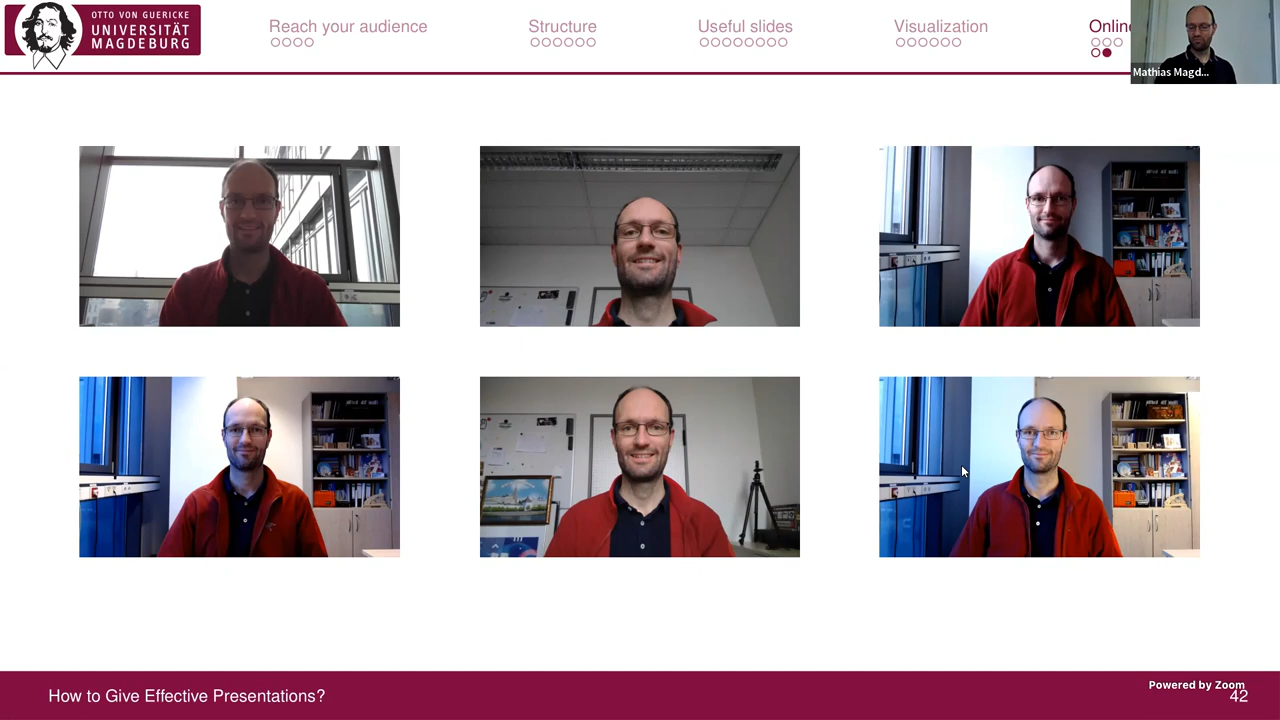 OTTO VON GUERICKE
UNIVERSITÄT
MAGDEBURG
Reach your audience
Structure
Useful slides
Visualization
Online
Mathias Magd...
How to Give Effective Presentations?
Powered by Zoom
42